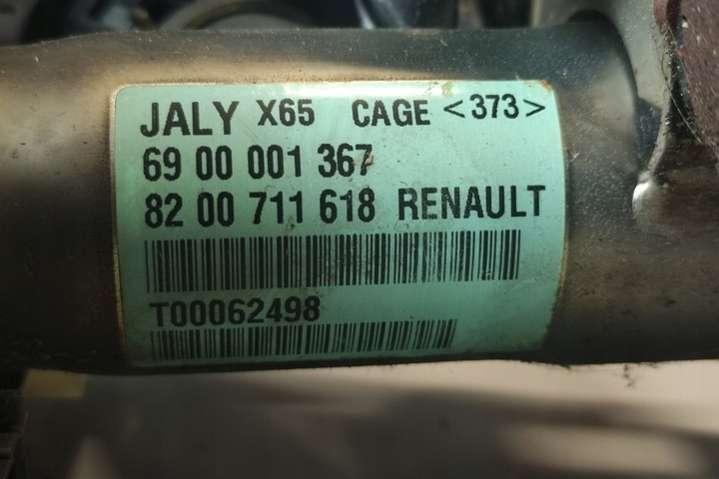 JALY X65 CAGE <373>
69 00 001 367
82 00 711 618 RENAULT
T00062498